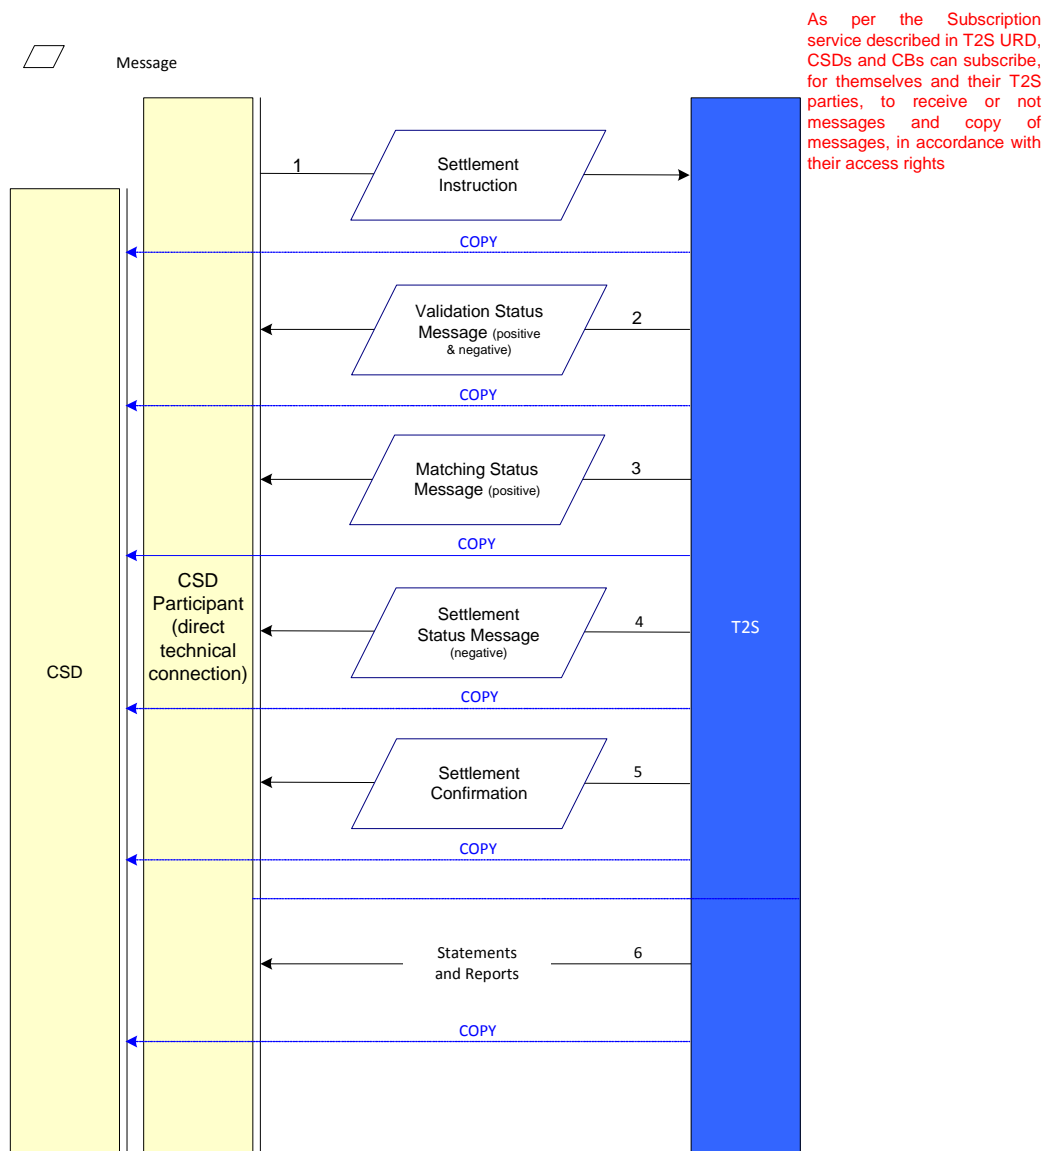 As per the Subscription
service described in T2S URD,
CSDs and CBs can subscribe,
for themselves and their T2S
parties, to receive or not
messages and copy of
messages, in accordance with
their access rights
Message
1
Settlement
Instruction
COPY
Validation Status
Message (positive
& negative)
2
COPY
Matching Status
Message (positive)
3
COPY
CSD
Participant
(direct
technical
connection)
Settlement
Status Message
(negative)
4
T2S
CSD
COPY
Settlement
Confirmation
5
COPY
Statements
and Reports
6
COPY